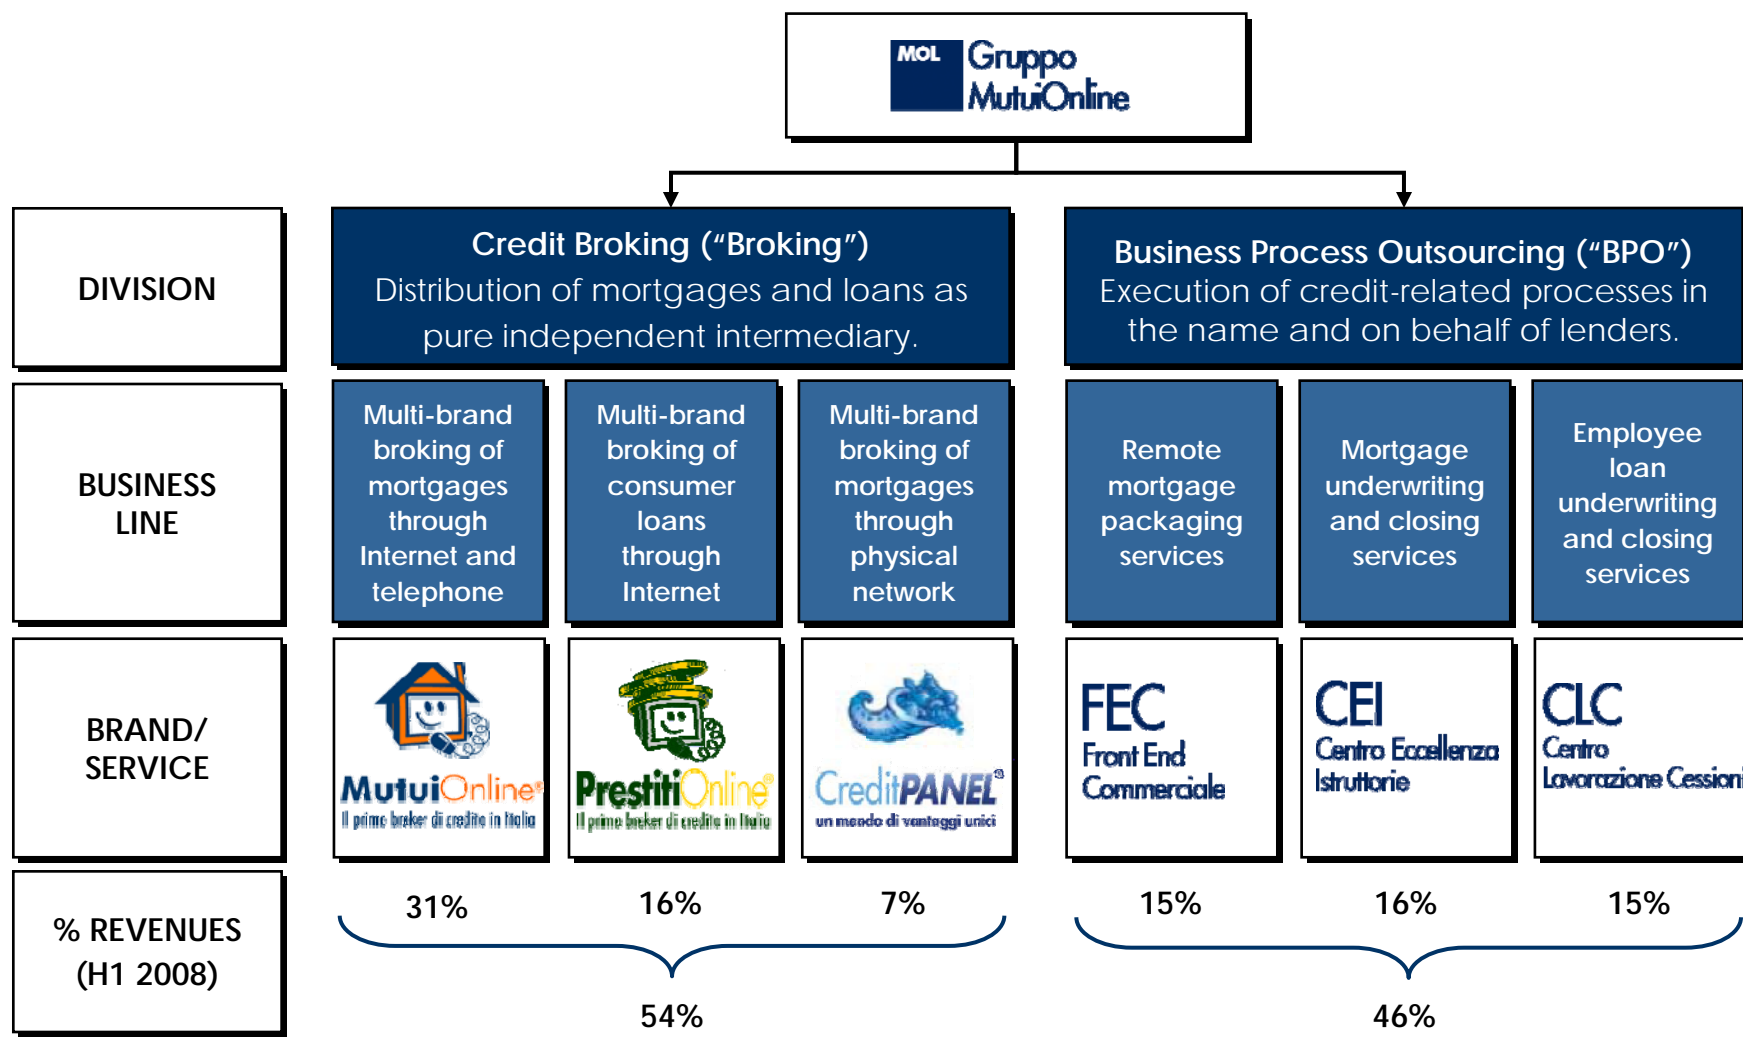 MOL Gruppo
MutuiOnline
DIVISION
Credit Broking (“Broking”)
Distribution of mortgages and loans as
pure independent intermediary.
Business Process Outsourcing (“BPO”)
Execution of credit-related processes in
the name and on behalf of lenders.
BUSINESS
LINE
Multi-brand
broking of
mortgages
through
Internet and
telephone
Multi-brand
broking of
consumer
loans
through
Internet
Multi-brand
broking of
mortgages
through
physical
network
Remote
mortgage
packaging
services
Mortgage
underwriting
and closing
services
Employee
loan
underwriting
and closing
services
BRAND/
SERVICE
MutuiOnline®
Il primo broker di credito in Italia
PrestitiOnline®
Il primo broker di credito in Italia
CreditPANEL®
un mondo di vantaggi unici
FEC
Front End
Commerciale
CEI
Centro Eccellenza
Istruttorie
CLC
Centro
Lavorazione Cessioni
% REVENUES
(H1 2008)
31%
16%
7%
15%
16%
15%
54%
46%